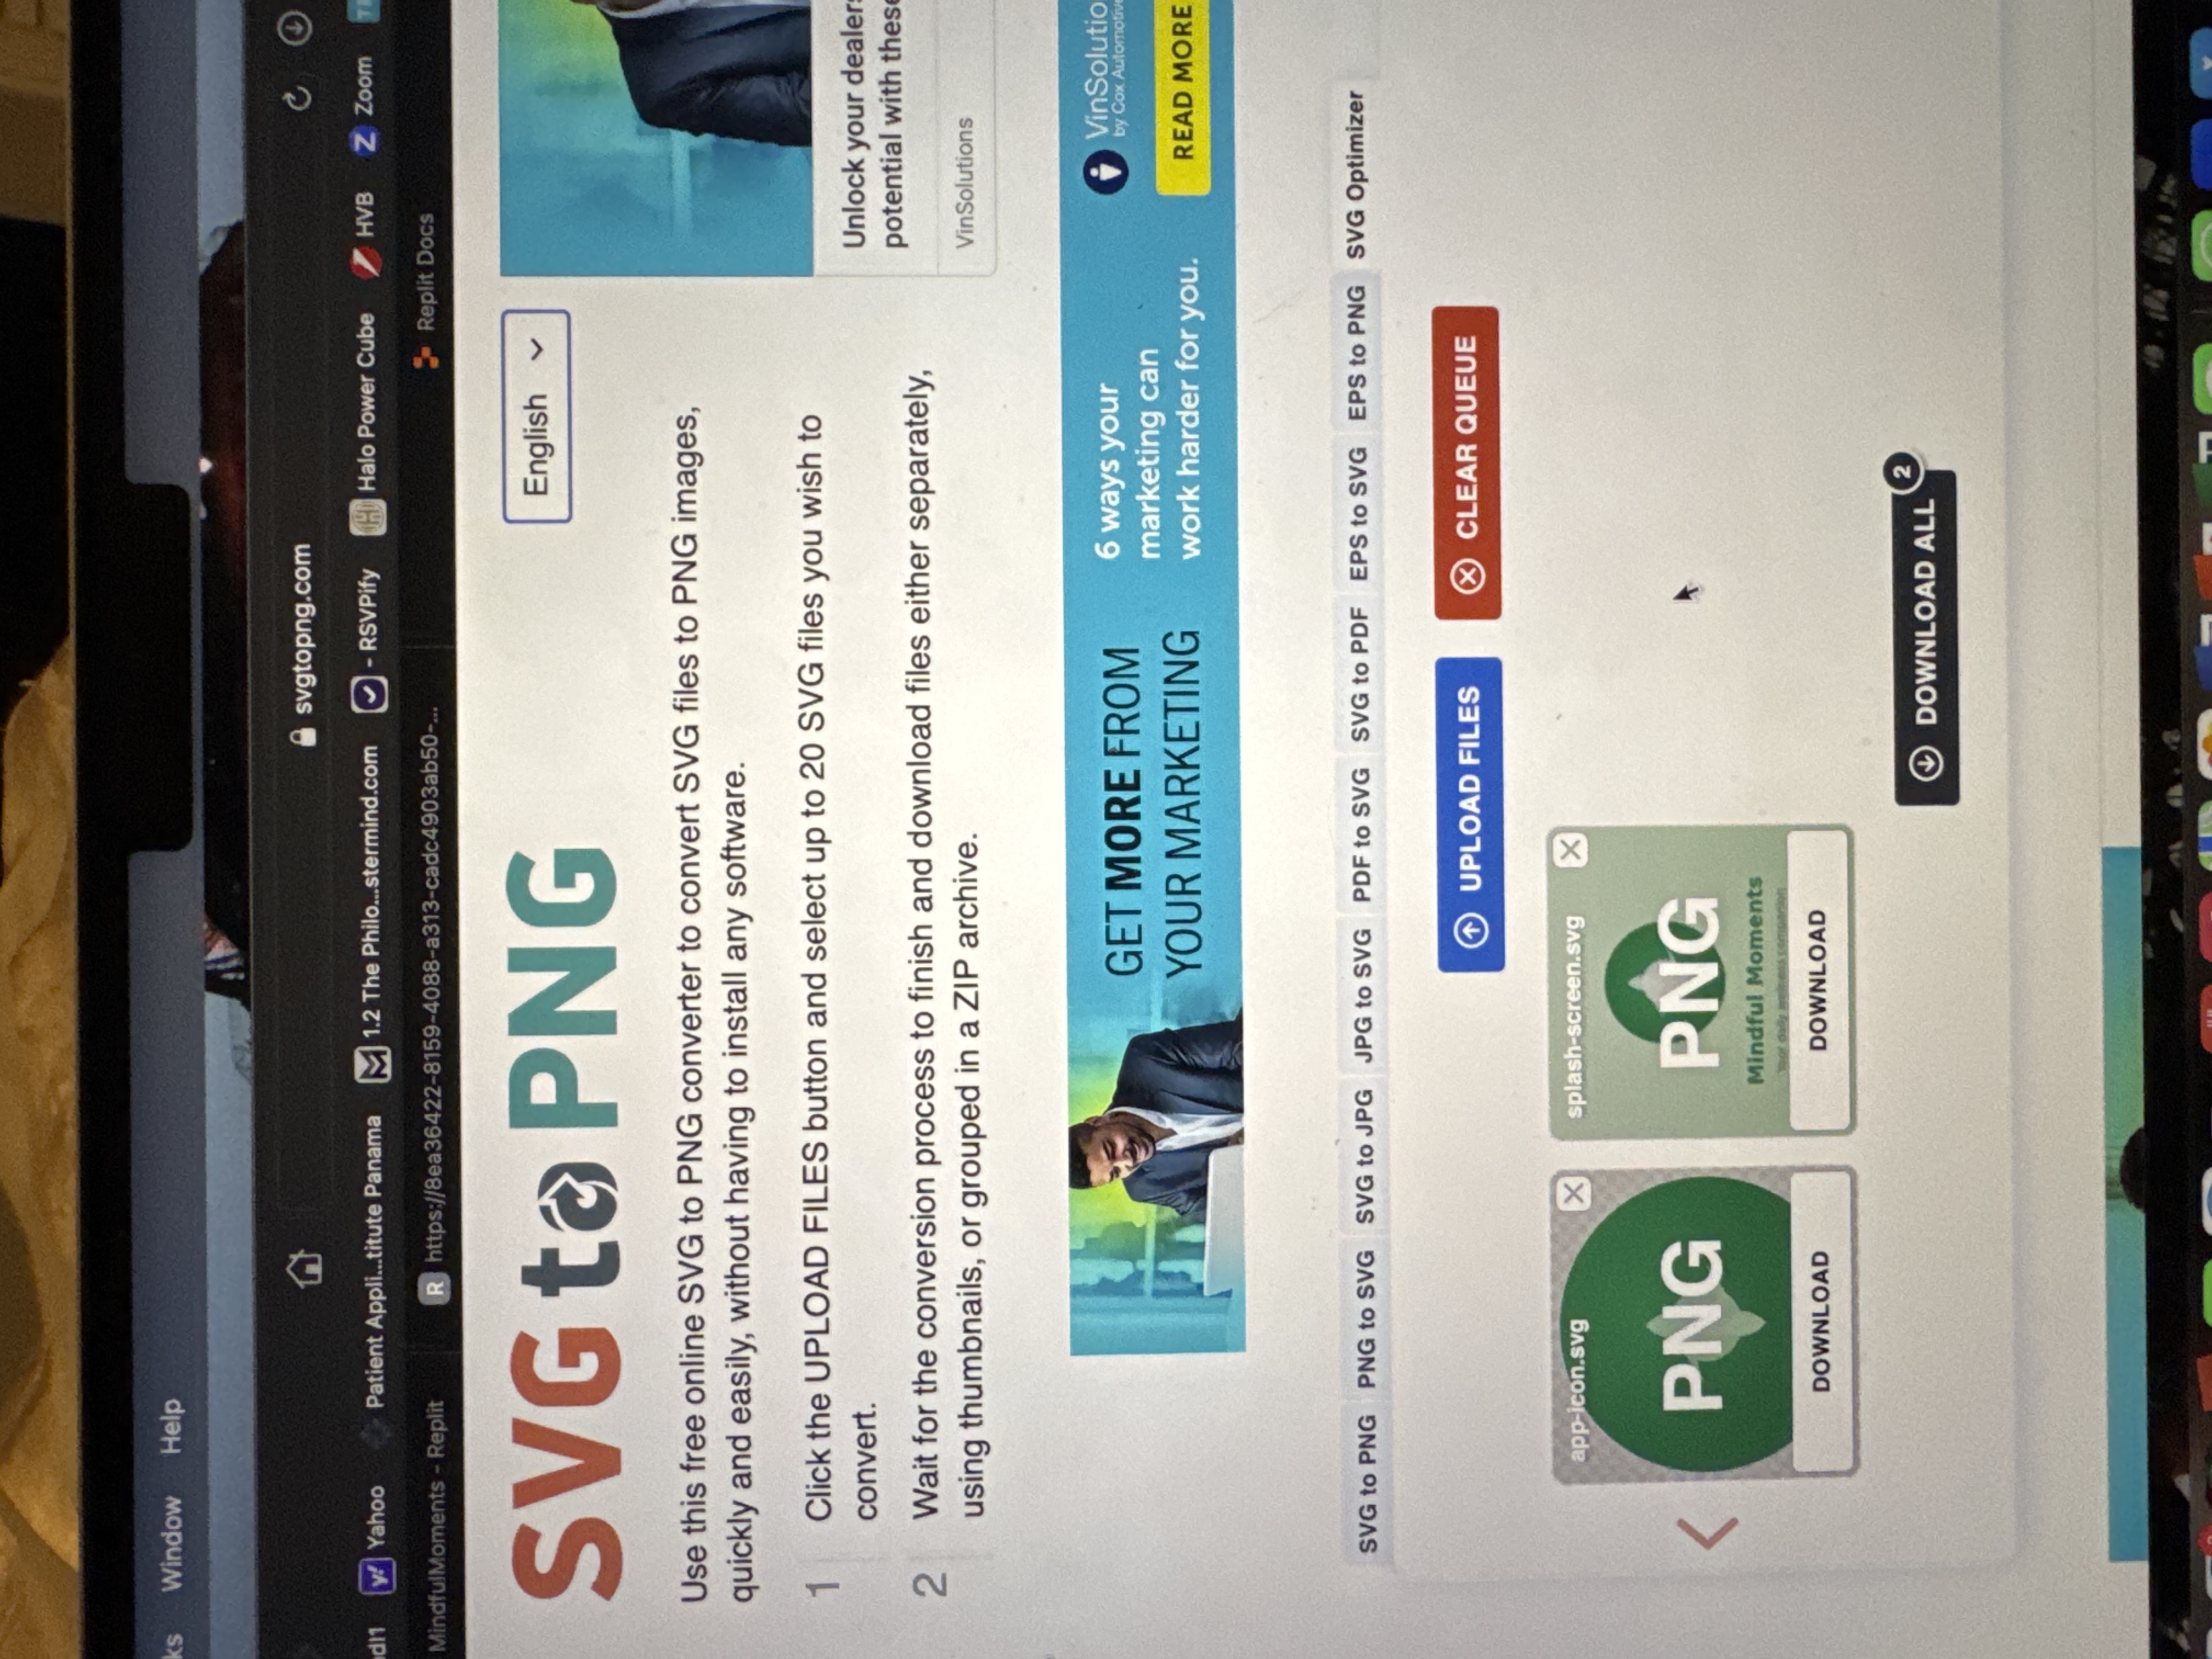 ks Window Help
svgtopng.com
Yahoo Patient Appli...titute Panama 1.2 The Philo...stermind.com - RSVPify Halo Power Cube HVB Zoom
MindfulMoments - Replit R https://8ea36422-8159-4088-a313-cadc4903ab50-... Replit Docs
SVG to PNG
English
Use this free online SVG to PNG converter to convert SVG files to PNG images,
quickly and easily, without having to install any software.
1 Click the UPLOAD FILES button and select up to 20 SVG files you wish to
convert.
2 Wait for the conversion process to finish and download files either separately,
using thumbnails, or grouped in a ZIP archive.
Unlock your dealers
potential with these
VinSolutions
GET MORE FROM
YOUR MARKETING
6 ways your
marketing can
work harder for you.
VinSolutio
by Cox Automotive
READ MORE
SVG to PNG PNG to SVG SVG to JPG JPG to SVG PDF to SVG SVG to PDF EPS to SVG EPS to PNG SVG Optimizer
UPLOAD FILES CLEAR QUEUE
app-icon.svg
PNG
DOWNLOAD
splash-screen.svg
PNG
Mindful Moments
Your daily wellness companion
DOWNLOAD
DOWNLOAD ALL 2